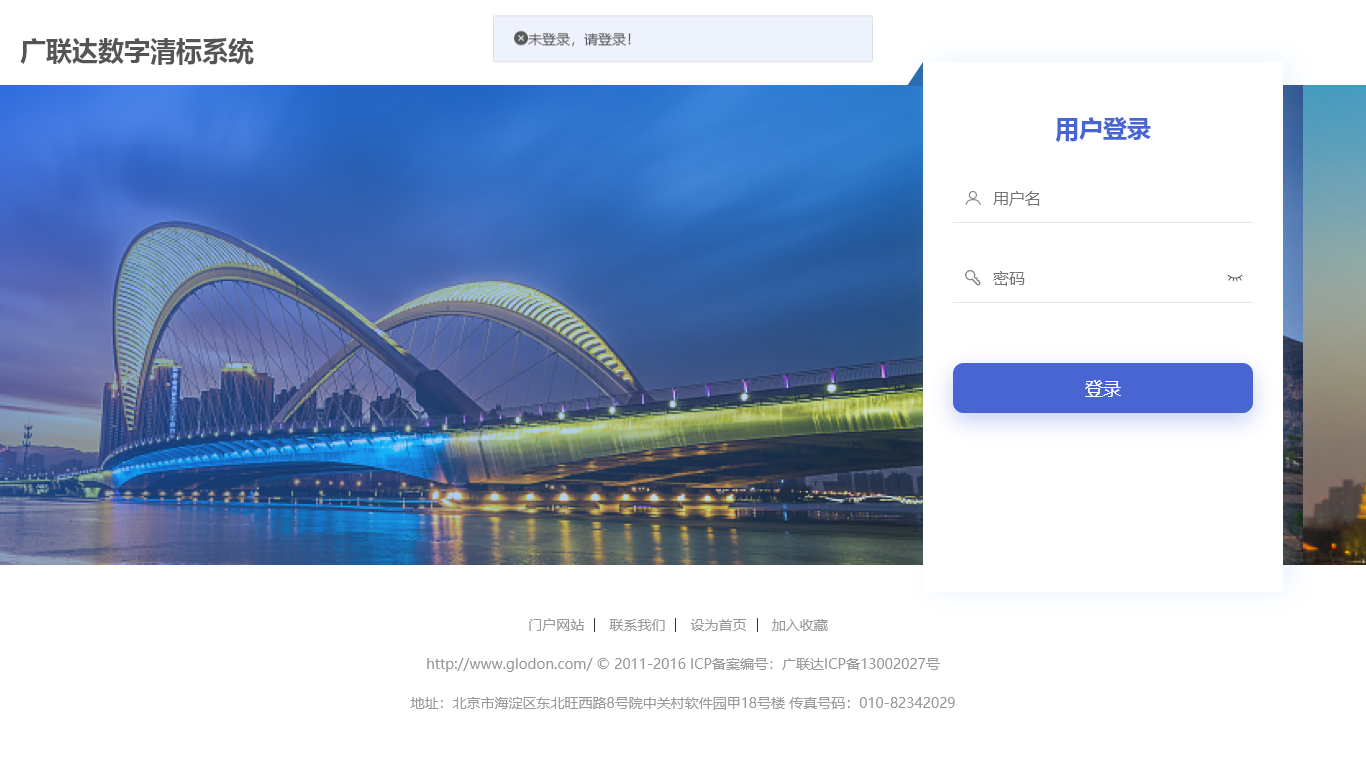 广联达数字清标系统
未登录，请登录！
用户登录
用户名
密码
登录
门户网站 | 联系我们 | 设为首页 | 加入收藏
http://www.glodon.com/ © 2011-2016 ICP备案编号：广联达ICP备13002027号
地址：北京市海淀区东北旺西路8号院中关村软件园甲18号楼 传真号码：010-82342029